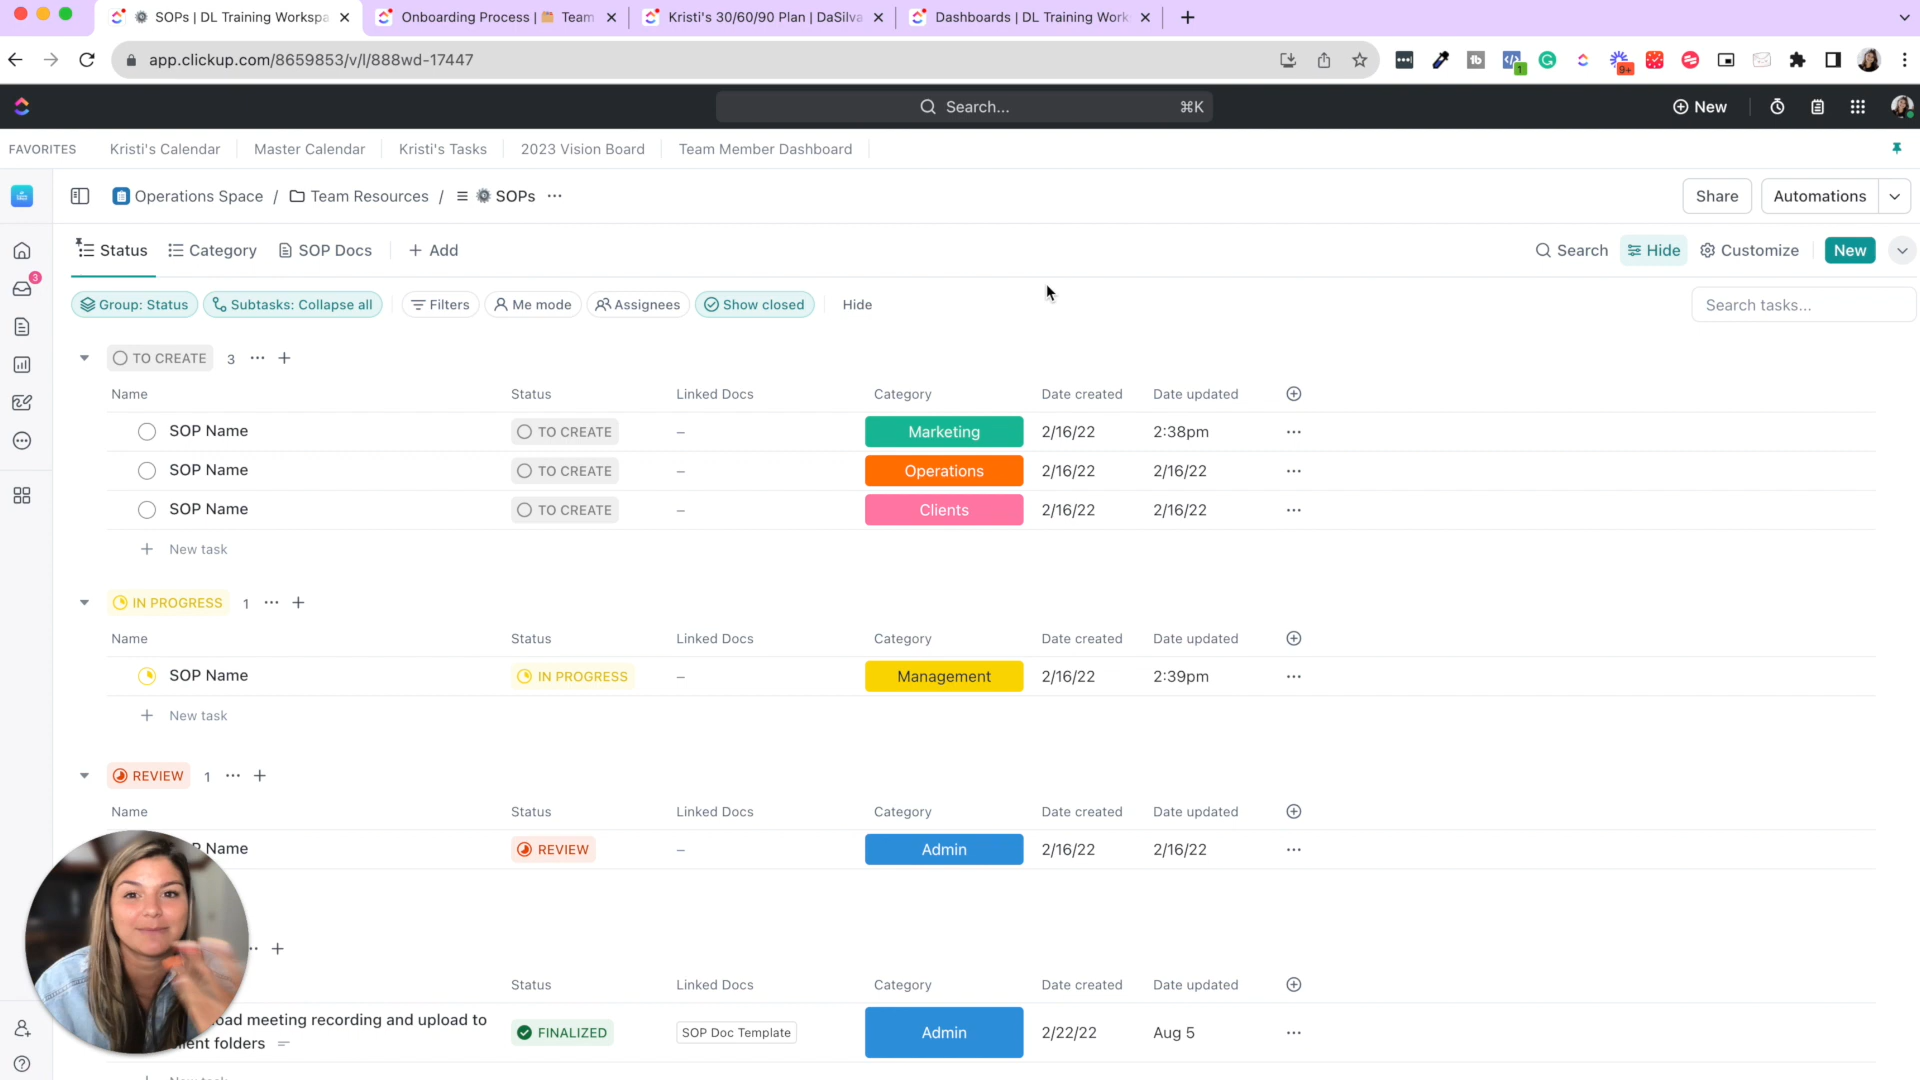 SOPs | DL Training Workspa
Onboarding Process | Team
Kristi's 30/60/90 Plan | DaSilva
Dashboards | DL Training Work
app.clickup.com/8659853/v/l/888wd-17447
1
9+
Search...
⌘K
New
FAVORITES
Kristi's Calendar
Master Calendar
Kristi's Tasks
2023 Vision Board
Team Member Dashboard
Operations Space / Team Resources / SOPs
Share
Automations
Status
Category
SOP Docs
+ Add
Search
Hide
Customize
New
3
Group: Status
Subtasks: Collapse all
Filters
Me mode
Assignees
Show closed
Hide
Search tasks...
TO CREATE 3
Name Status Linked Docs Category Date created Date updated
SOP Name TO CREATE – Marketing 2/16/22 2:38pm
SOP Name TO CREATE – Operations 2/16/22 2/16/22
SOP Name TO CREATE – Clients 2/16/22 2/16/22
+ New task
IN PROGRESS 1
Name Status Linked Docs Category Date created Date updated
SOP Name IN PROGRESS – Management 2/16/22 2:39pm
+ New task
REVIEW 1
Name Status Linked Docs Category Date created Date updated
Name REVIEW – Admin 2/16/22 2/16/22
Status Linked Docs Category Date created Date updated
oad meeting recording and upload to
ient folders
FINALIZED SOP Doc Template Admin 2/22/22 Aug 5